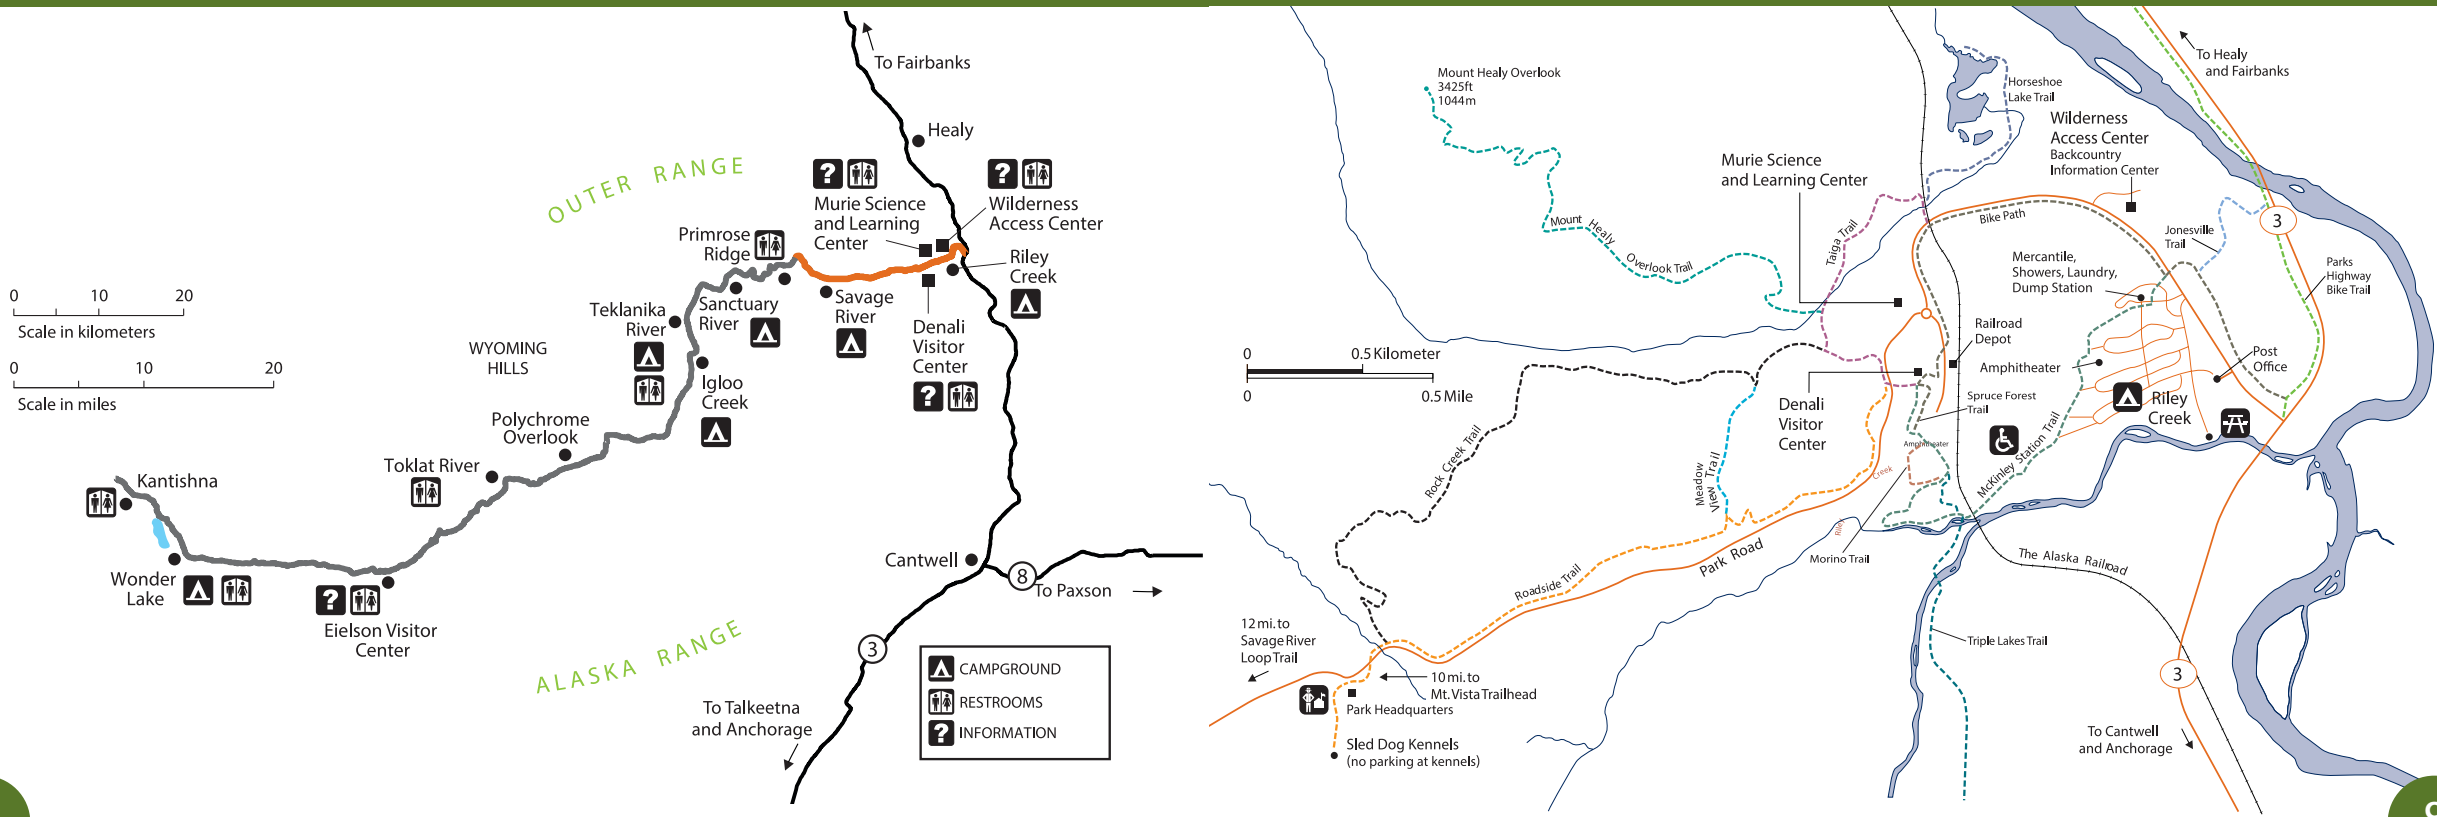 To Fairbanks
Healy
OUTER RANGE
Murie Science
and Learning
Center
Wilderness
Access Center
Primrose
Ridge
Riley
Creek
0 10 20
Scale in kilometers
0 10 20
Scale in miles
Teklanika
River
Sanctuary
River
Savage
River
Denali
Visitor
Center
WYOMING
HILLS
Igloo
Creek
Polychrome
Overlook
Toklat River
Kantishna
Wonder
Lake
Eielson Visitor
Center
Cantwell
8
To Paxson
3
ALASKA RANGE
To Talkeetna
and Anchorage
CAMPGROUND
RESTROOMS
? INFORMATION
Mount Healy Overlook
3425ft
1044m
To Healy
and Fairbanks
Horseshoe
Lake Trail
Wilderness
Access Center
Backcountry
Information Center
Murie Science
and Learning Center
Mount Healy Overlook Trail
Taiga Trail
Bike Path
3
Jonesville
Trail
Mercantile,
Showers, Laundry,
Dump Station
Parks
Highway
Bike Trail
Railroad
Depot
Post
Office
Amphitheater
0 0.5 Kilometer
0 0.5 Mile
Denali
Visitor
Center
Spruce Forest
Trail
Riley
Creek
Amphitheater
McKinley Station Trail
Rock Creek Trail
Meadow
View Trail
Creek
Riley
Morino Trail
Park Road
Roadside Trail
The Alaska Railroad
12 mi. to
Savage River
Loop Trail
Triple Lakes Trail
10 mi. to
Mt. Vista Trailhead
Park Headquarters
3
Sled Dog Kennels
(no parking at kennels)
To Cantwell
and Anchorage